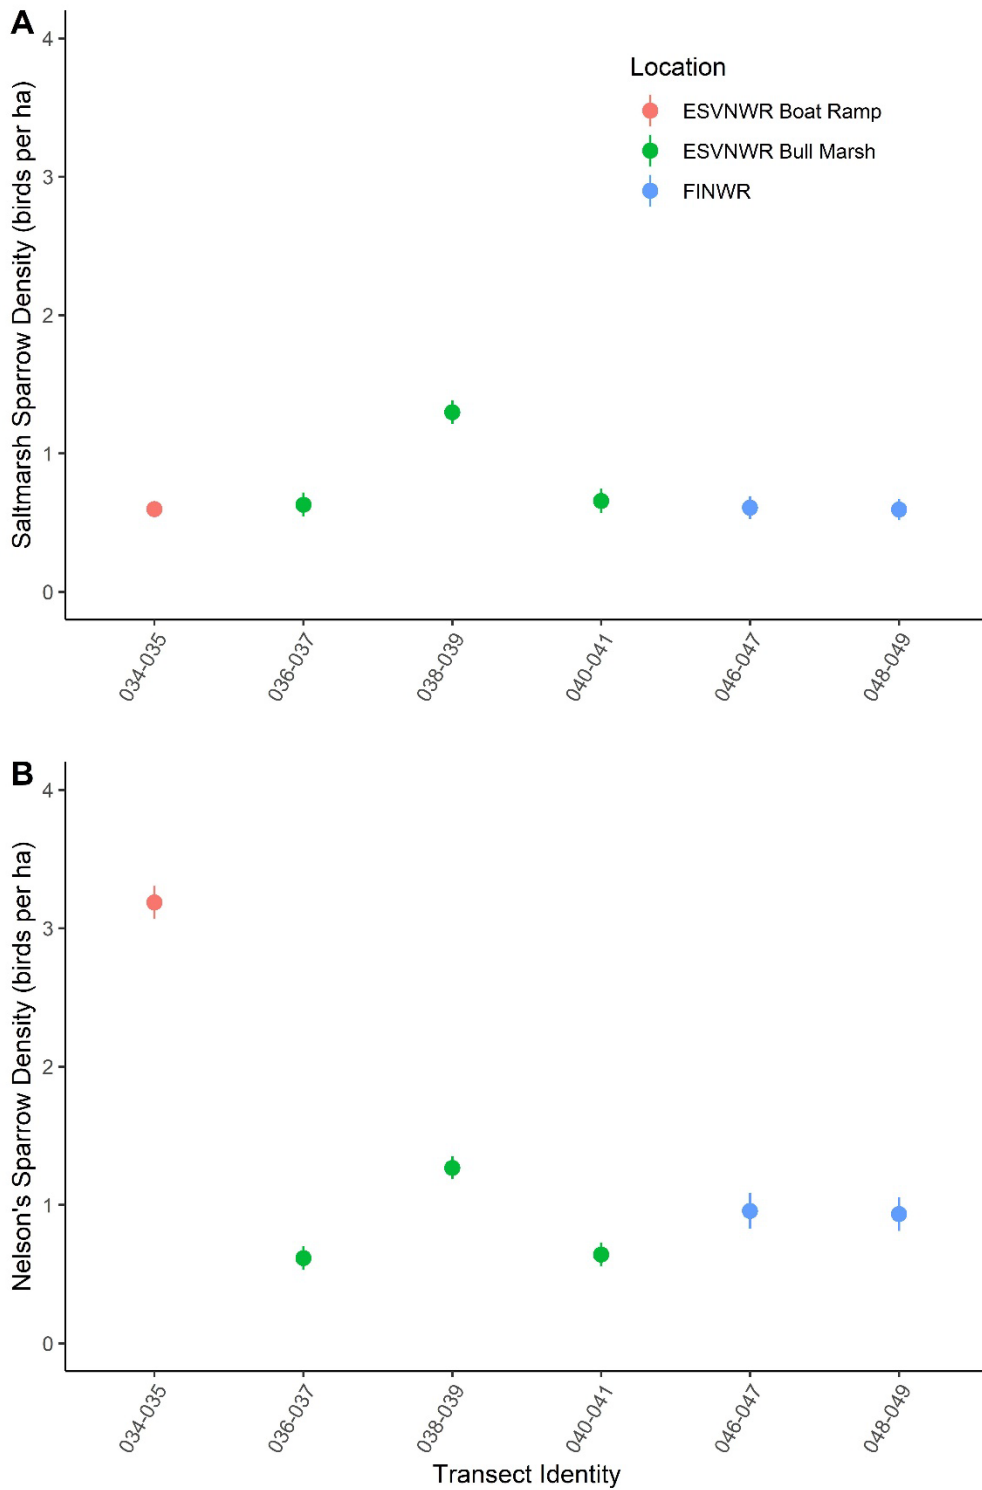 A
Saltmarsh Sparrow Density (birds per ha)
4
3
2
1
0
Location
ESVNWR Boat Ramp
ESVNWR Bull Marsh
FINWR
034-035
036-037
038-039
040-041
046-047
048-049
B
Nelson's Sparrow Density (birds per ha)
4
3
2
1
0
034-035
036-037
038-039
040-041
046-047
048-049
Transect Identity